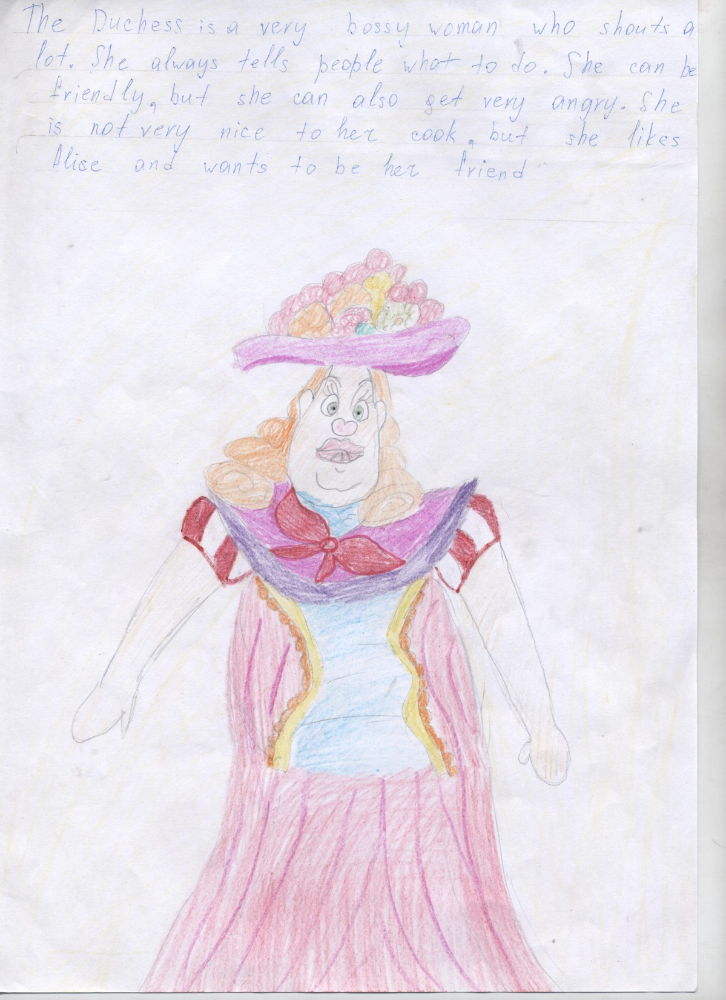 The Duchess is a very bossy woman who shouts a
lot. She always tells people what to do. She can be
friendly, but she can also get very angry. She
is not very nice to her cook, but she likes
Alice and wants to be her friend